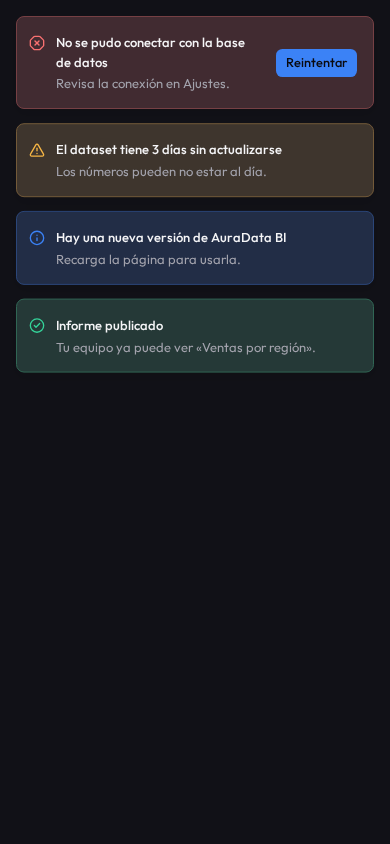 No se pudo conectar con la base
de datos
Revisa la conexión en Ajustes.
Reintentar
El dataset tiene 3 días sin actualizarse
Los números pueden no estar al día.
Hay una nueva versión de AuraData BI
Recarga la página para usarla.
Informe publicado
Tu equipo ya puede ver «Ventas por región».